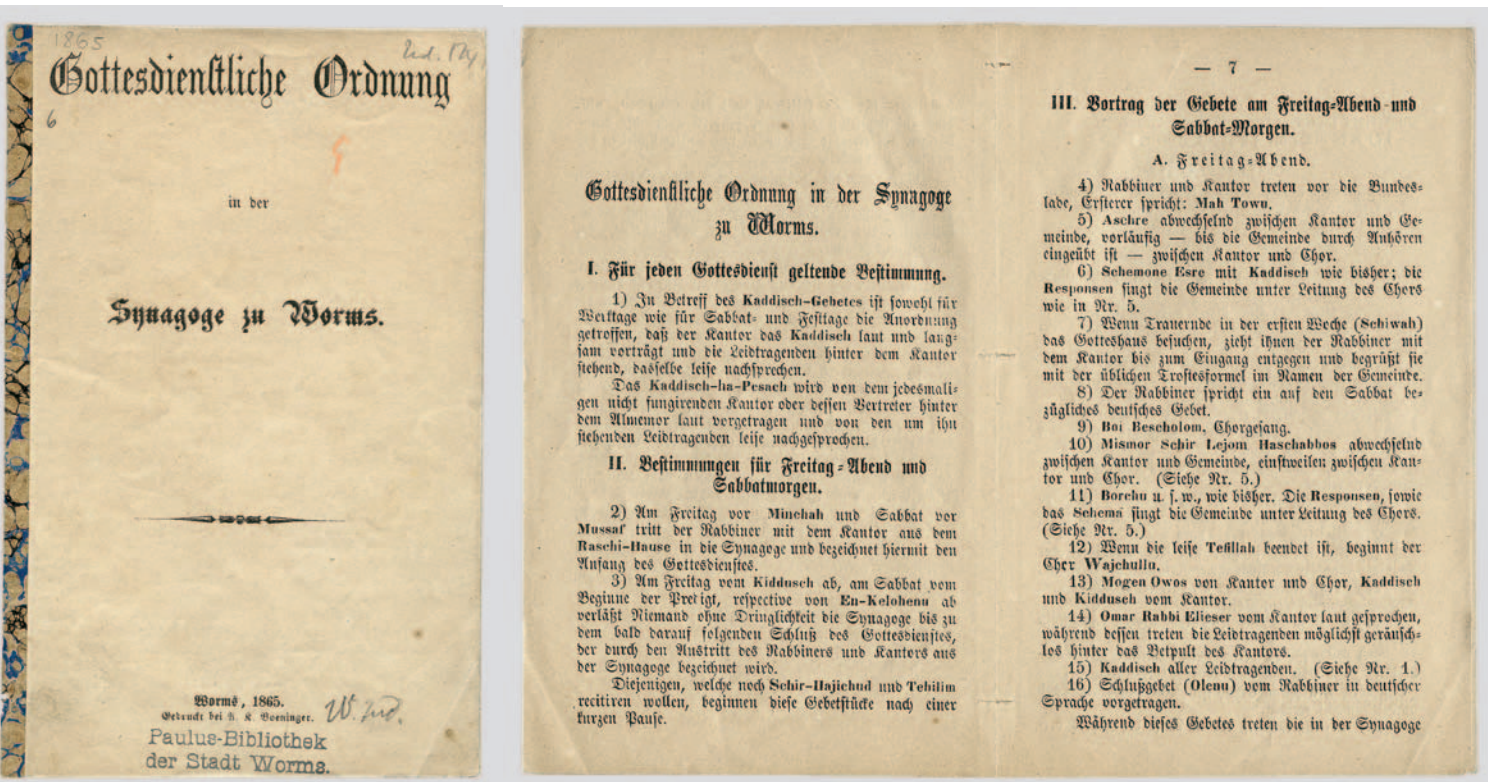 1865
Gottesdienstliche Ordnung
6
in der
Synagoge zu Worms.
Worms, 1865.
Gedruckt bei A. K. Boeninger.
Paulus-Bibliothek
der Stadt Worms.
Gottesdienstliche Ordnung in der Synagoge
zu Worms.
I. Für jeden Gottesdienst geltende Bestimmung.
1) In Betreff des Kaddisch-Gebetes ist sowohl für
Werktage wie für Sabbat- und Festtage die Anordnung
getroffen, daß der Kantor das Kaddisch laut und lang-
sam vorträgt und die Leidtragenden hinter dem Kantor
stehend, dasselbe leise nachsprechen.
Das Kaddisch-ha-Pesach wird von dem jedesmali-
gen nicht fungirenden Kantor oder dessen Vertreter hinter
dem Almemor laut vorgetragen und von den um ihn
stehenden Leidtragenden leise nachgesprochen.
II. Bestimmungen für Freitag-Abend und
Sabbatmorgen.
2) Am Freitag vor Minchah und Sabbat vor
Mussaf tritt der Rabbiner mit dem Kantor aus dem
Raschi-Hause in die Synagoge und bezeichnet hiermit den
Anfang des Gottesdienstes.
3) Am Freitag vom Kiddusch ab, am Sabbat vom
Beginne der Predigt, respective von En-Kelohenu ab
verläßt Niemand ohne Dringlichkeit die Synagoge bis zu
dem bald darauf folgenden Schluß des Gottesdienstes,
der durch den Austritt des Rabbiners und Kantors aus
der Synagoge bezeichnet wird.
Diejenigen, welche noch Schir-Hajichud und Tehilim
recitiren wollen, beginnen diese Gebetstücke nach einer
kurzen Pause.
— 7 —
III. Vortrag der Gebete am Freitag-Abend und
Sabbat-Morgen.
A. Freitag-Abend.
4) Rabbiner und Kantor treten vor die Bundes-
lade, Ersterer spricht: Mah Towu.
5) Aschre abwechselnd zwischen Kantor und Ge-
meinde, vorläufig — bis die Gemeinde durch Anhören
eingeübt ist — zwischen Kantor und Chor.
6) Schemone Esre mit Kaddisch wie bisher; die
Responsen singt die Gemeinde unter Leitung des Chors
wie in Nr. 5.
7) Wenn Trauernde in der ersten Woche (Schiwah)
das Gotteshaus besuchen, zieht ihnen der Rabbiner mit
dem Kantor bis zum Eingang entgegen und begrüßt sie
mit der üblichen Trostesformel im Namen der Gemeinde.
8) Der Rabbiner spricht ein auf den Sabbat be-
zügliches deutsches Gebet.
9) Boi Bescholom, Chorgesang.
10) Mismor Schir Lejom Haschabbos abwechselnd
zwischen Kantor und Gemeinde, einstweilen zwischen Kan-
tor und Chor. (Siehe Nr. 5.)
11) Borchu u. s. w., wie bisher. Die Responsen, sowie
das Schema singt die Gemeinde unter Leitung des Chors.
(Siehe Nr. 5.)
12) Wenn die leise Tefillah beendet ist, beginnt der
Chor Wajchullu.
13) Mogen Owos von Kantor und Chor, Kaddisch
und Kiddusch vom Kantor.
14) Omar Rabbi Elieser vom Kantor laut gesprochen,
während dessen treten die Leidtragenden möglichst geräusch-
los hinter das Betpult des Kantors.
15) Kaddisch aller Leidtragenden. (Siehe Nr. 1.)
16) Schlußgebet (Olenu) vom Rabbiner in deutscher
Sprache vorgetragen.
Während dieses Gebetes treten die in der Synagoge